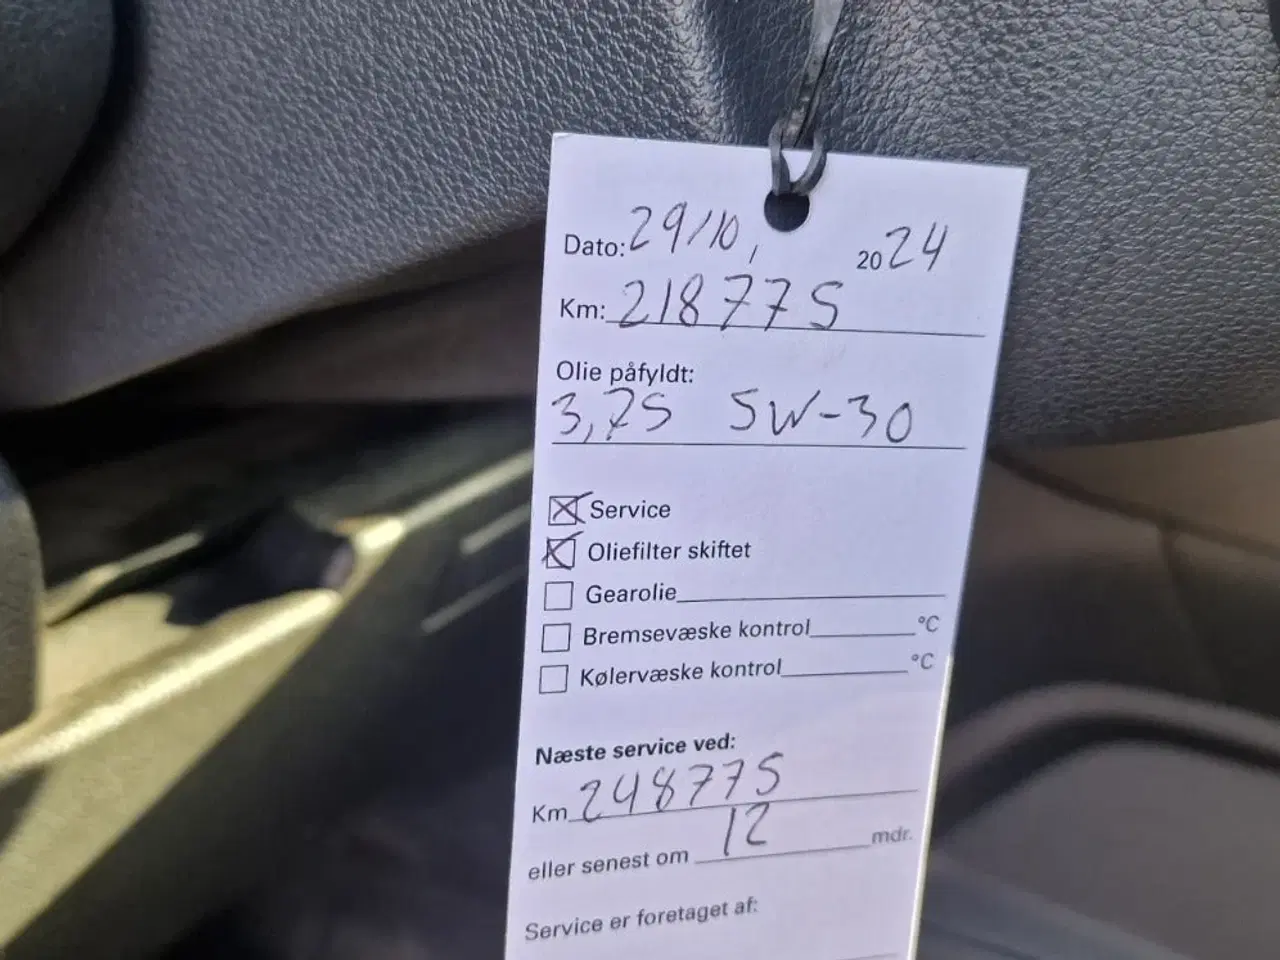 Dato: 29/10, 2024
Km: 218775
Olie påfyldt:
3,75 5W-30
Service
Oliefilter skiftet
Gearolie
Bremsevæske kontrol °C
Kølervæske kontrol °C
Næste service ved:
Km 248775
eller senest om 12 mdr.
Service er foretaget af: